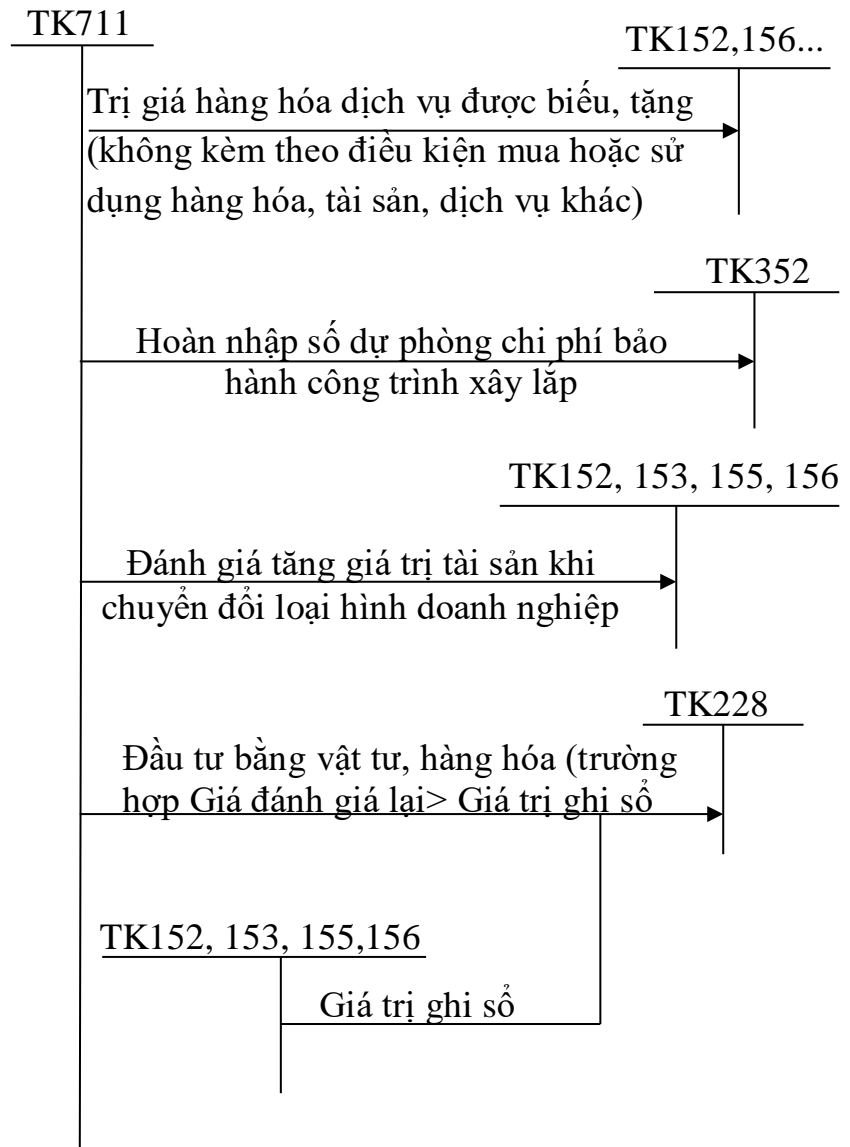 TK711
TK152,156...
Trị giá hàng hóa dịch vụ được biếu, tặng
(không kèm theo điều kiện mua hoặc sử
dụng hàng hóa, tài sản, dịch vụ khác)
TK352
Hoàn nhập số dự phòng chi phí bảo
hành công trình xây lắp
TK152, 153, 155, 156
Đánh giá tăng giá trị tài sản khi
chuyển đổi loại hình doanh nghiệp
TK228
Đầu tư bằng vật tư, hàng hóa (trường
hợp Giá đánh giá lại> Giá trị ghi sổ
TK152, 153, 155,156
Giá trị ghi sổ